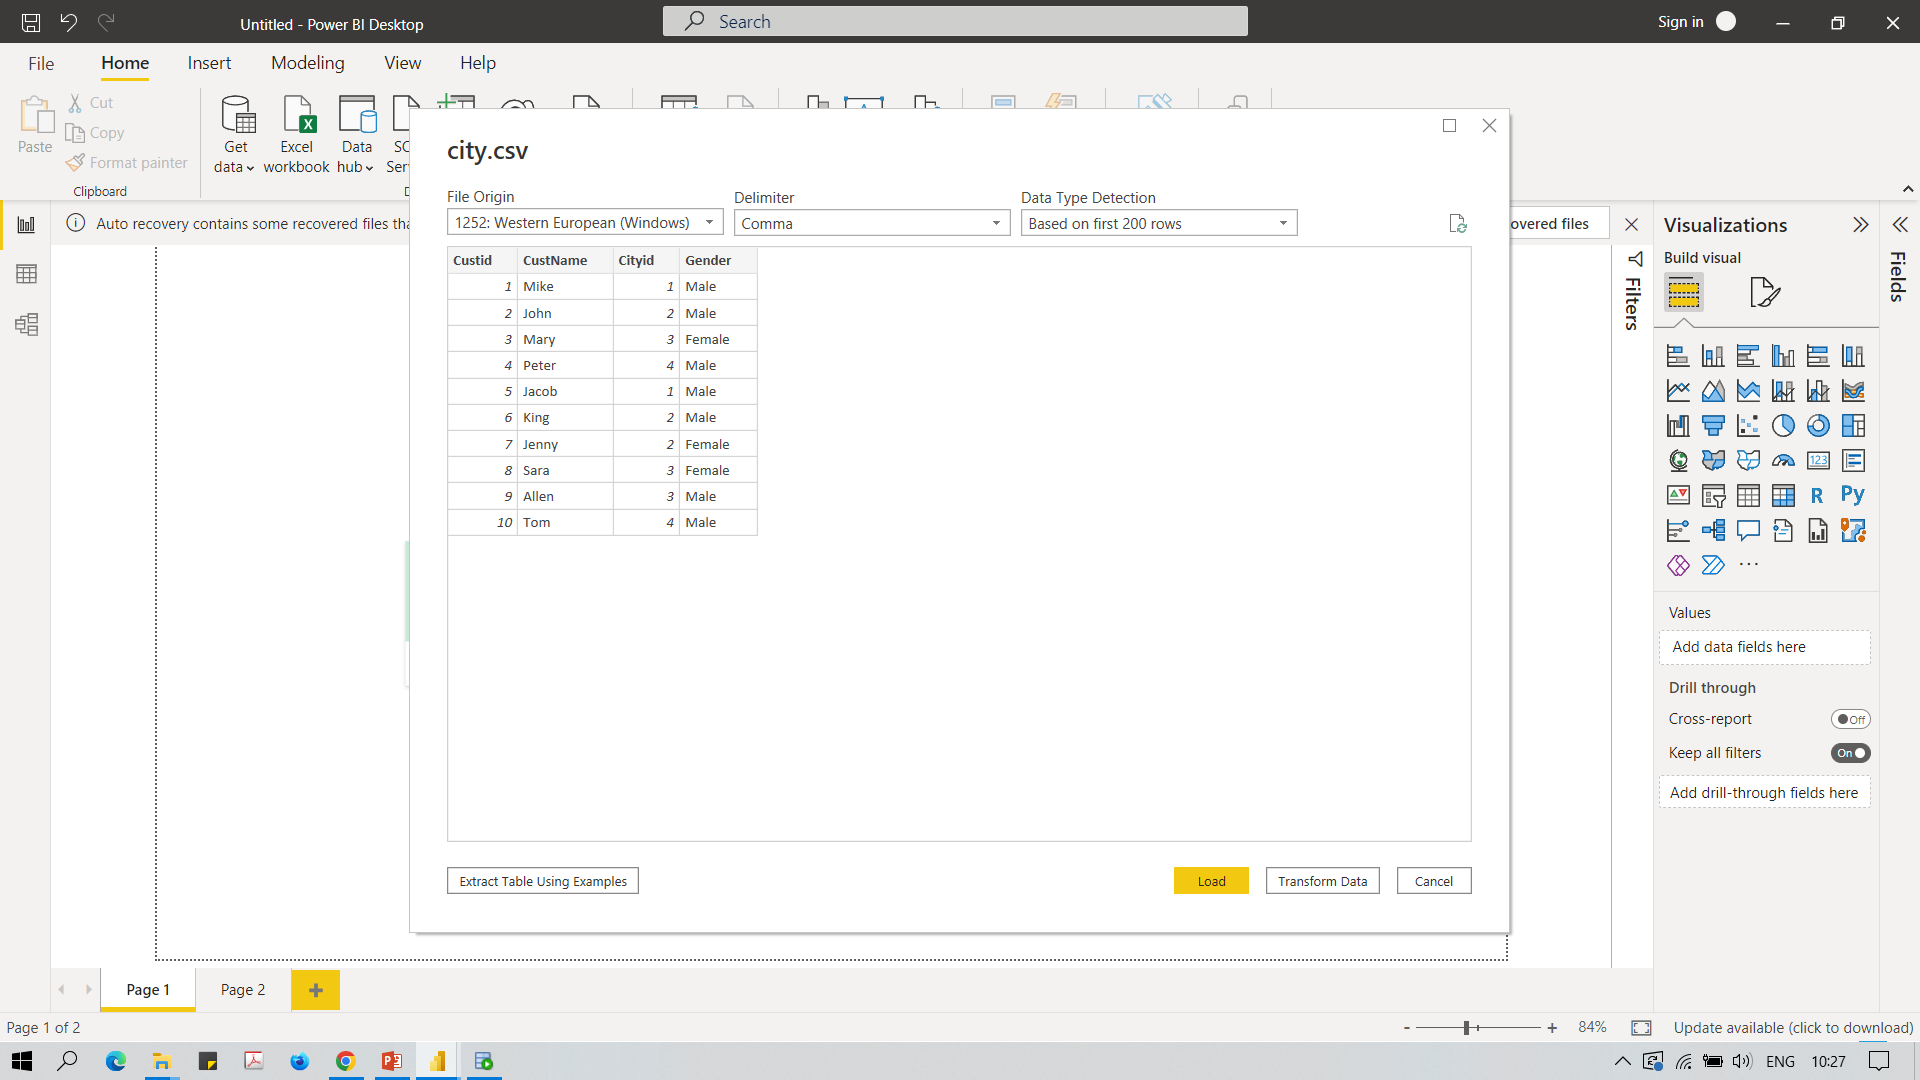 Untitled - Power BI Desktop
Search
Sign in
File Home Insert Modeling View Help
Paste
Cut
Copy
Format painter
Clipboard
Get data
Excel workbook
Data hub
city.csv
File Origin
1252: Western European (Windows)
Delimiter
Comma
Data Type Detection
Based on first 200 rows
Auto recovery contains some recovered files
overed files
Custid CustName Cityid Gender
1 Mike 1 Male
2 John 2 Male
3 Mary 3 Female
4 Peter 4 Male
5 Jacob 1 Male
6 King 2 Male
7 Jenny 2 Female
8 Sara 3 Female
9 Allen 3 Male
10 Tom 4 Male
Extract Table Using Examples
Load
Transform Data
Cancel
Filters
Visualizations
Build visual
123
R
Py
...
Values
Add data fields here
Drill through
Cross-report
Off
Keep all filters
On
Add drill-through fields here
Fields
Page 1
Page 2
+
Page 1 of 2
- + 84%
Update available (click to download)
ENG
10:27